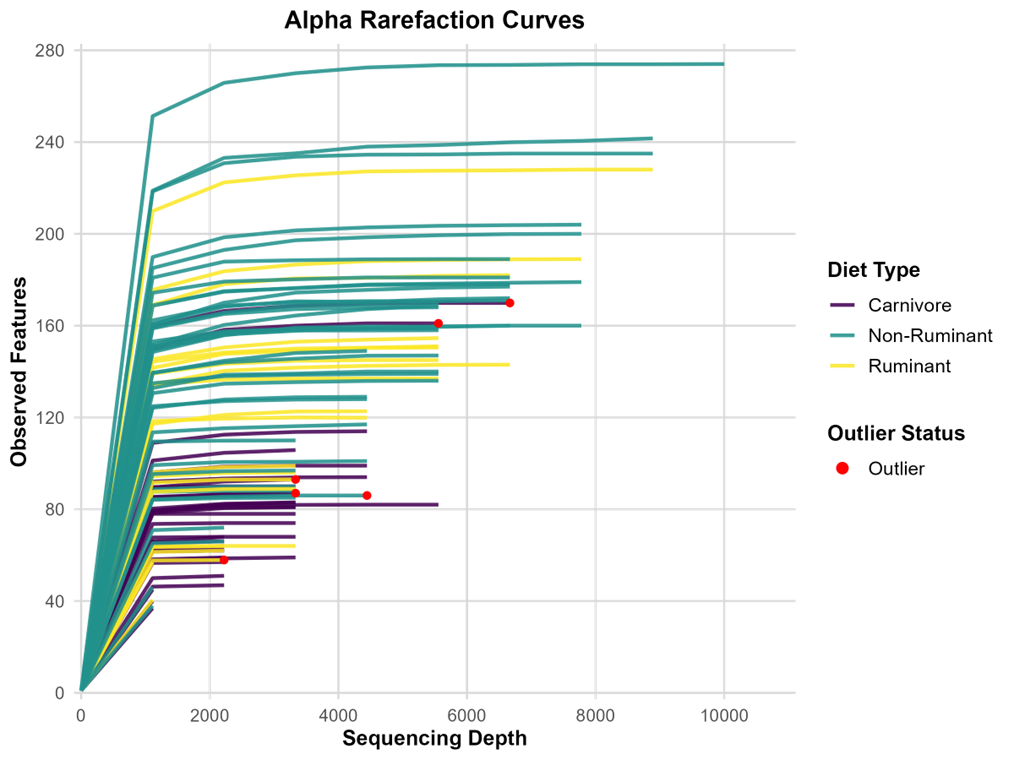 Alpha Rarefaction Curves
Observed Features
280
240
200
160
120
80
40
0
0 2000 4000 6000 8000 10000
Sequencing Depth
Diet Type
Carnivore
Non-Ruminant
Ruminant
Outlier Status
Outlier